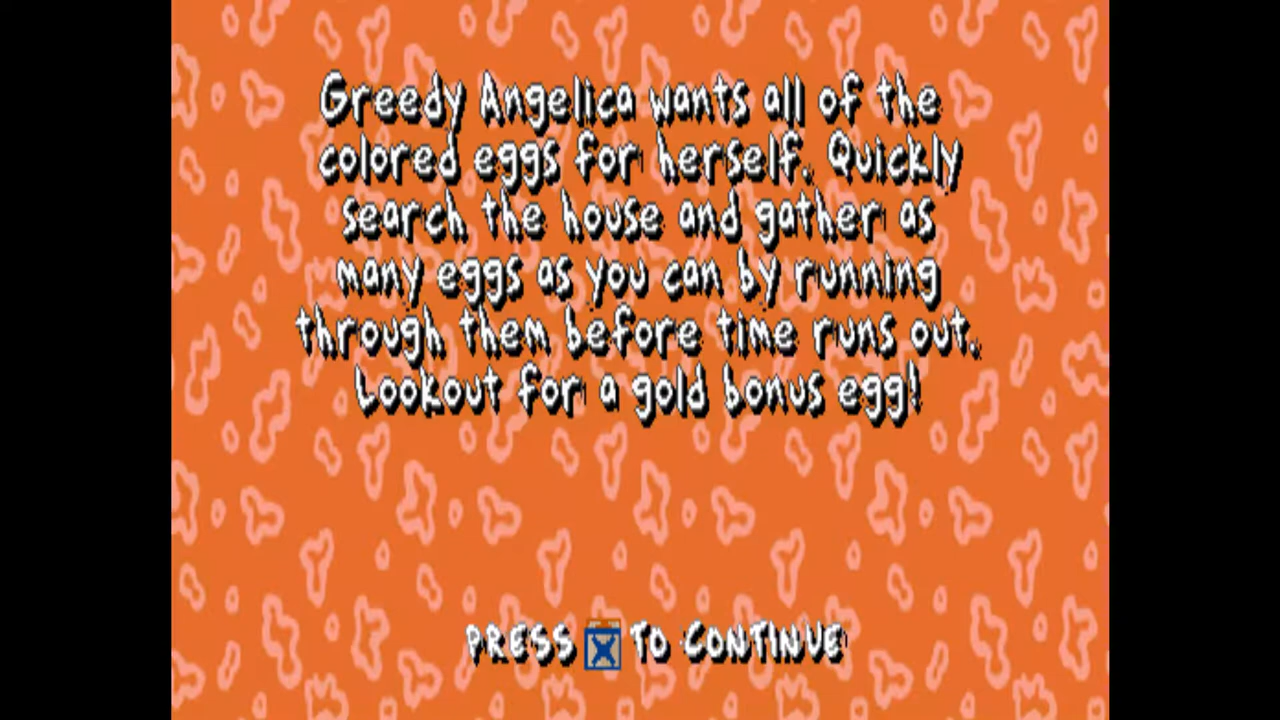 Greedy Angelica wants all of the
colored eggs for herself. Quickly
search the house and gather as
many eggs as you can by running
through them before time runs out.
Lookout for a gold bonus egg!
PRESS X TO CONTINUE